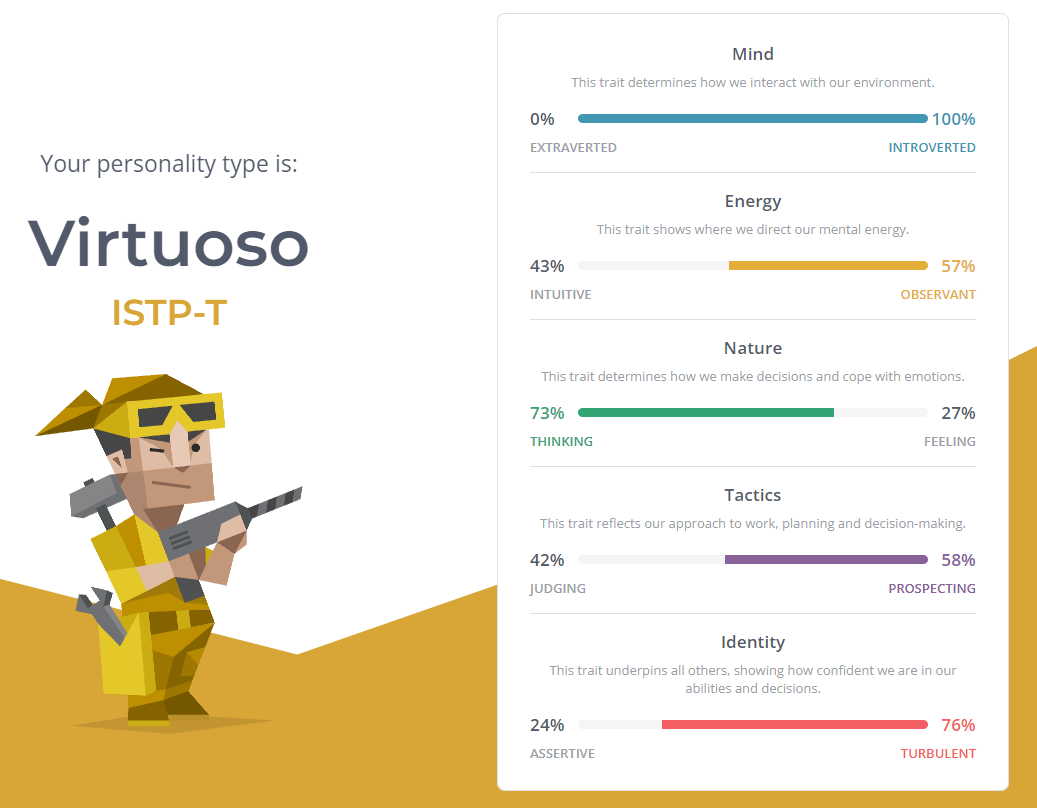 Your personality type is:
Virtuoso
ISTP-T
Mind
This trait determines how we interact with our environment.
0% 100%
EXTRAVERTED INTROVERTED
Energy
This trait shows where we direct our mental energy.
43% 57%
INTUITIVE OBSERVANT
Nature
This trait determines how we make decisions and cope with emotions.
73% 27%
THINKING FEELING
Tactics
This trait reflects our approach to work, planning and decision-making.
42% 58%
JUDGING PROSPECTING
Identity
This trait underpins all others, showing how confident we are in our
abilities and decisions.
24% 76%
ASSERTIVE TURBULENT